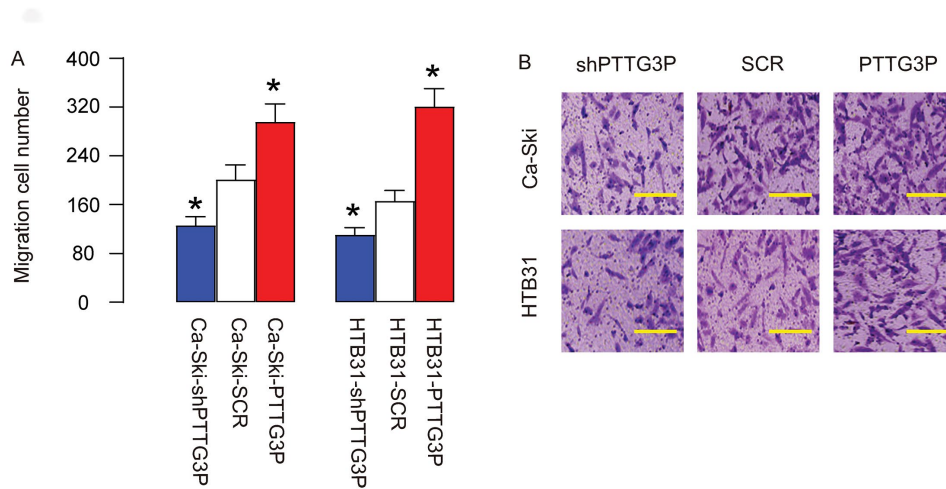 A
Migration cell number
400
320
240
160
80
0
*
*
*
*
Ca-Ski-shPTTG3P
Ca-Ski-SCR
Ca-Ski-PTTG3P
HTB31-shPTTG3P
HTB31-SCR
HTB31-PTTG3P
B
shPTTG3P SCR PTTG3P
Ca-Ski
HTB31